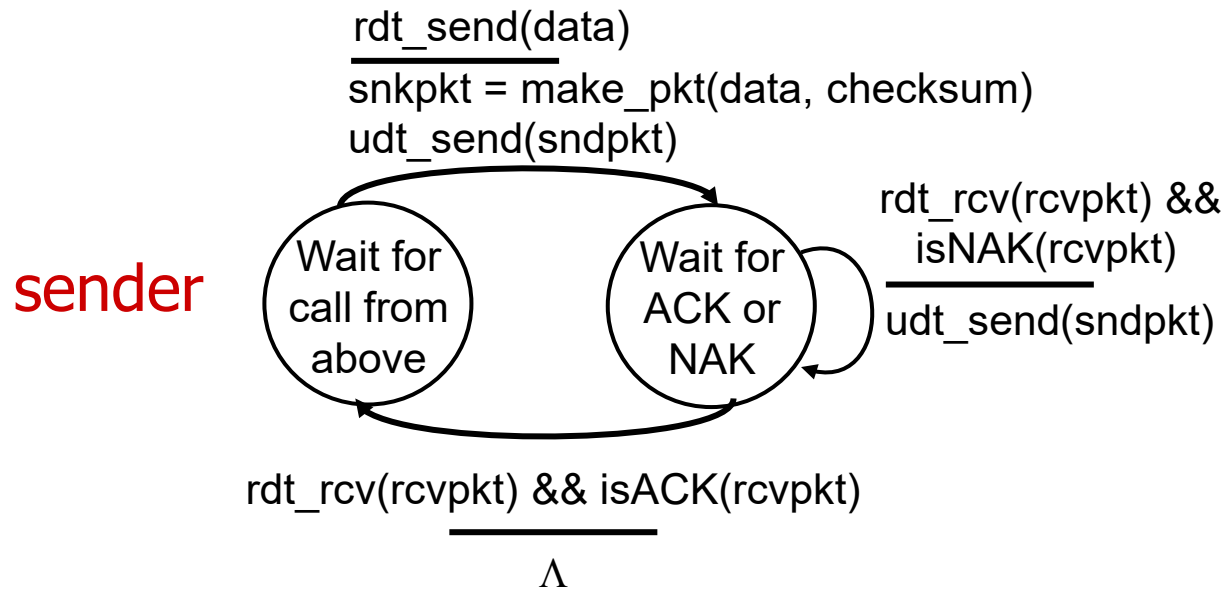 rdt_send(data)
snkpkt = make_pkt(data, checksum)
udt_send(sndpkt)
sender
Wait for
call from
above
Wait for
ACK or
NAK
rdt_rcv(rcvpkt) &&
isNAK(rcvpkt)
udt_send(sndpkt)
rdt_rcv(rcvpkt) && isACK(rcvpkt)
Λ